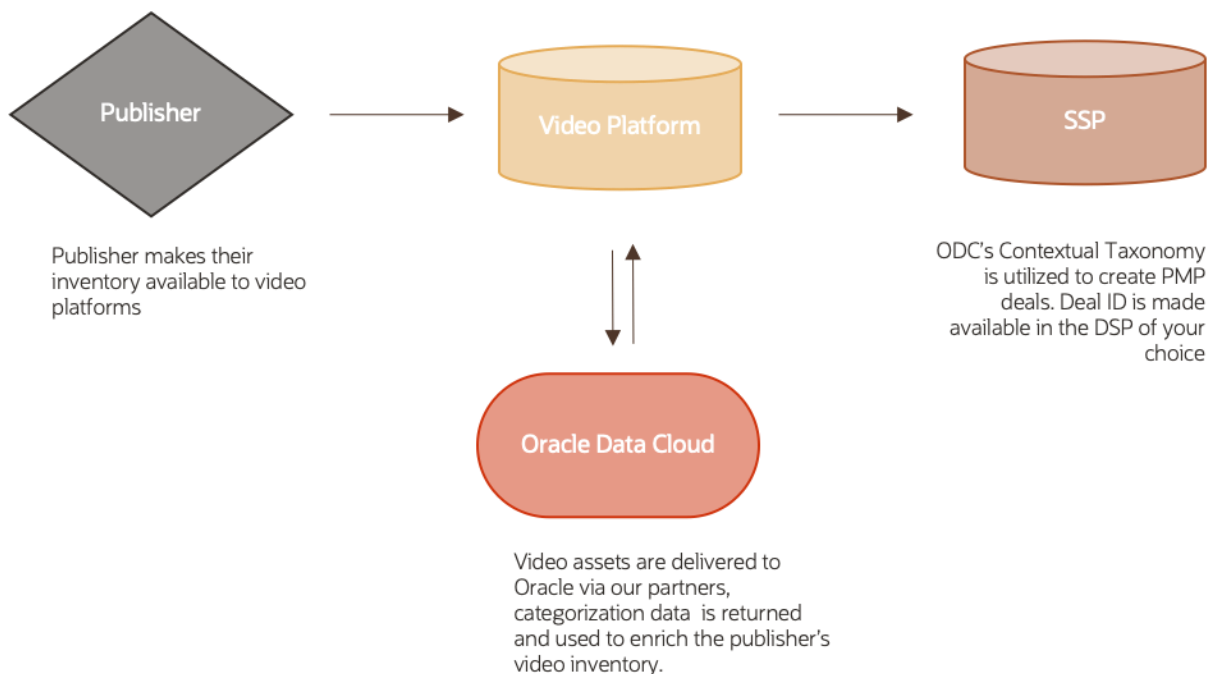 Publisher
Video Platform
SSP
Publisher makes their
inventory available to video
platforms
ODC's Contextual Taxonomy
is utilized to create PMP
deals. Deal ID is made
available in the DSP of your
choice
Oracle Data Cloud
Video assets are delivered to
Oracle via our partners,
categorization data  is returned
and used to enrich the publisher's
video inventory.